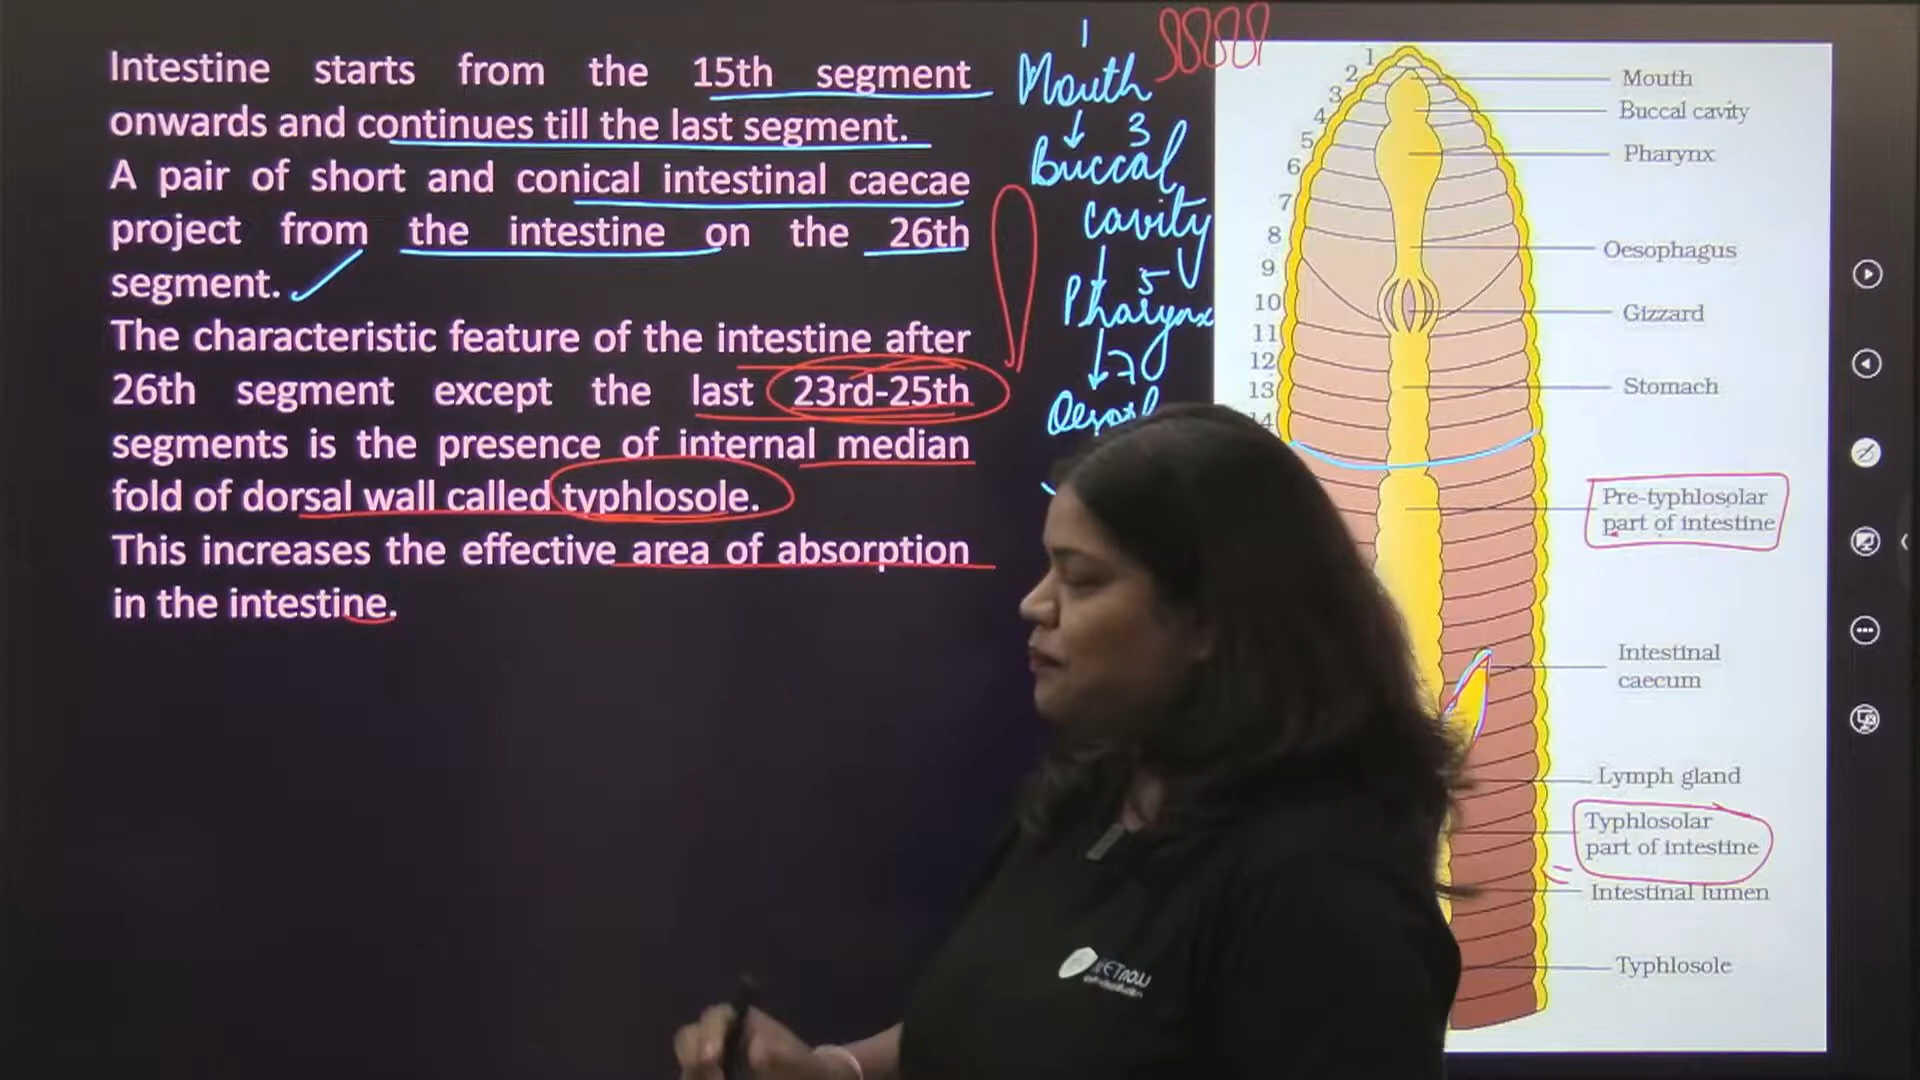 Intestine starts from the 15th segment
onwards and continues till the last segment.
A pair of short and conical intestinal caecae
project from the intestine on the 26th
segment.
The characteristic feature of the intestine after
26th segment except the last 23rd-25th
segments is the presence of internal median
fold of dorsal wall called typhlosole.
This increases the effective area of absorption
in the intestine.
1
Mouth
3
Buccal
cavity
5
Pharynx
7
1
2
3
4
5
6
7
8
9
10
11
12
13
14
Mouth
Buccal cavity
Pharynx
Oesophagus
Gizzard
Stomach
Pre-typhlosolar
part of intestine
Intestinal
caecum
Lymph gland
Typhlosolar
part of intestine
Intestinal lumen
Typhlosole